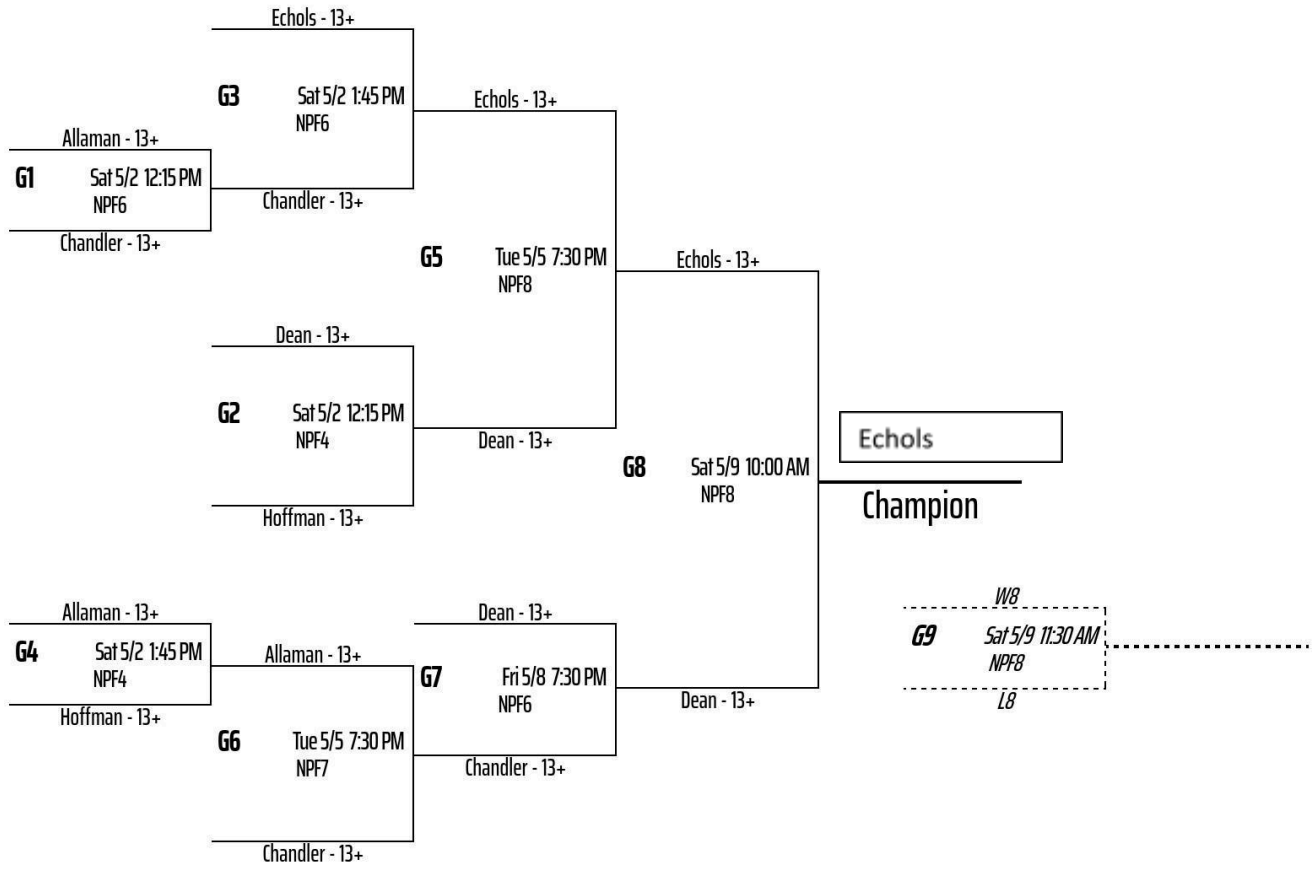 Echols - 13+
G3 Sat 5/2 1:45 PM
NPF6
Chandler - 13+
Allaman - 13+
G1 Sat 5/2 12:15 PM
NPF6
Chandler - 13+
Echols - 13+
G5 Tue 5/5 7:30 PM
NPF8
Dean - 13+
Dean - 13+
G2 Sat 5/2 12:15 PM
NPF4
Hoffman - 13+
Echols - 13+
G8 Sat 5/9 10:00 AM
NPF8
Dean - 13+
Echols
Champion
Allaman - 13+
G4 Sat 5/2 1:45 PM
NPF4
Hoffman - 13+
Allaman - 13+
G6 Tue 5/5 7:30 PM
NPF7
Chandler - 13+
Dean - 13+
G7 Fri 5/8 7:30 PM
NPF6
Chandler - 13+
W8
G9 Sat 5/9 11:30 AM
NPF8
L8